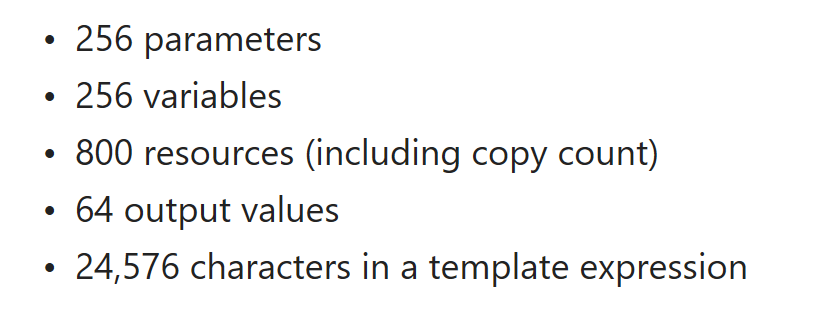 • 256 parameters
• 256 variables
• 800 resources (including copy count)
• 64 output values
• 24,576 characters in a template expression